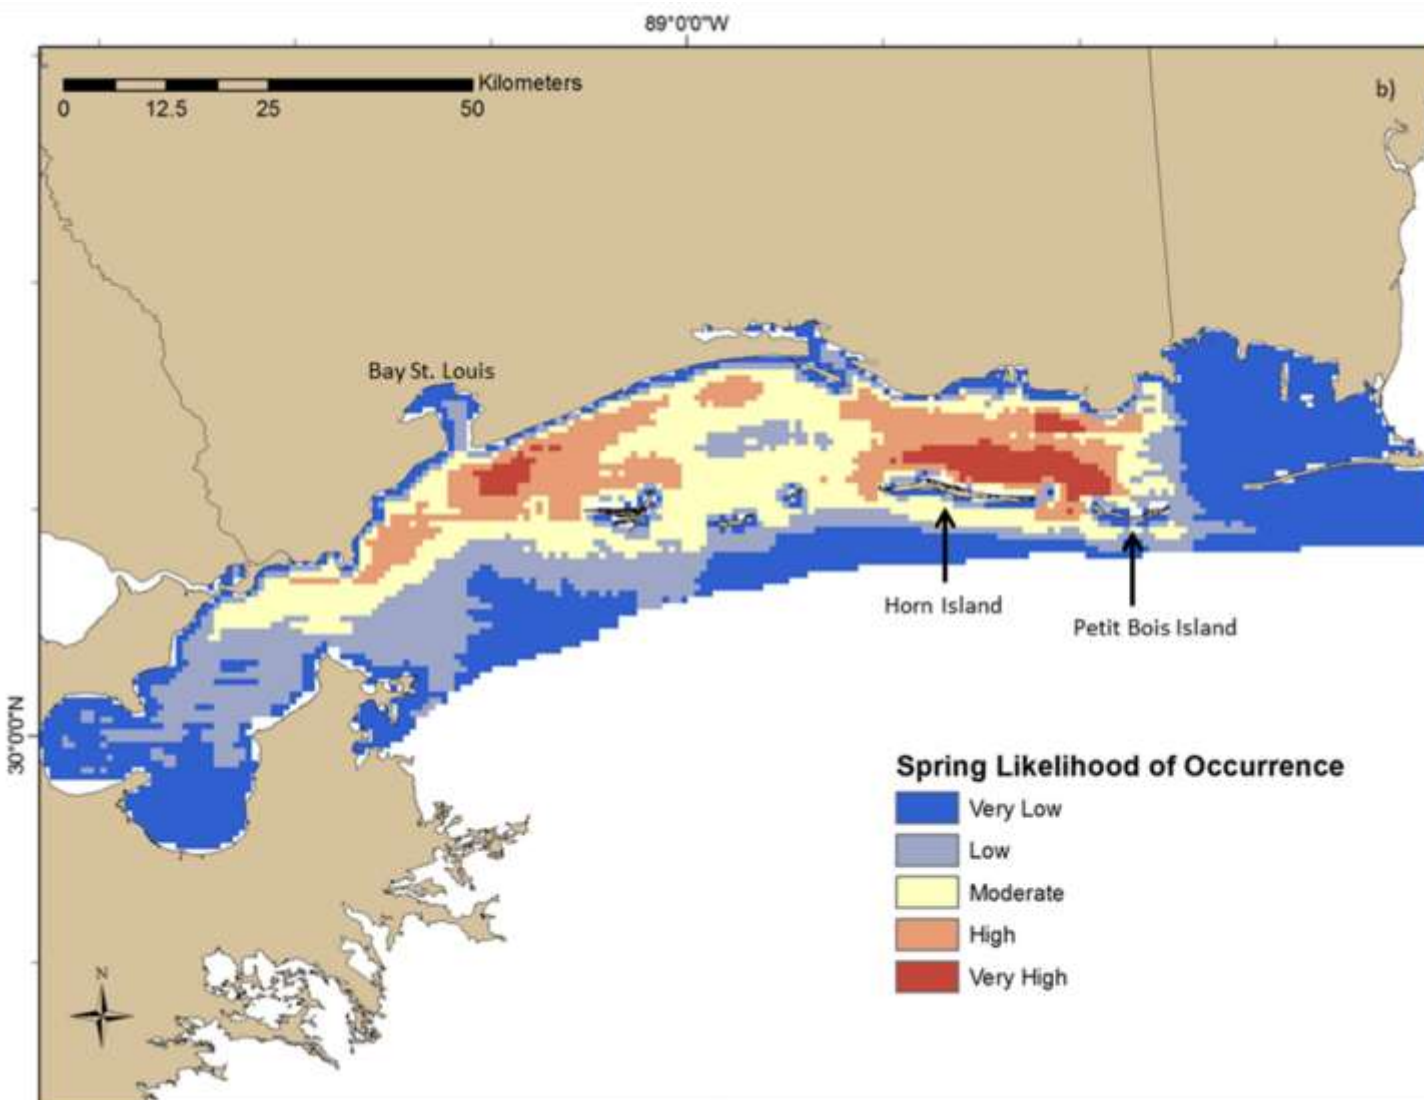 89°0'0"W
Kilometers
0 12.5 25 50
b)
Bay St. Louis
Horn Island
Petit Bois Island
30°0'0"N
Spring Likelihood of Occurrence
Very Low
Low
Moderate
High
Very High
N